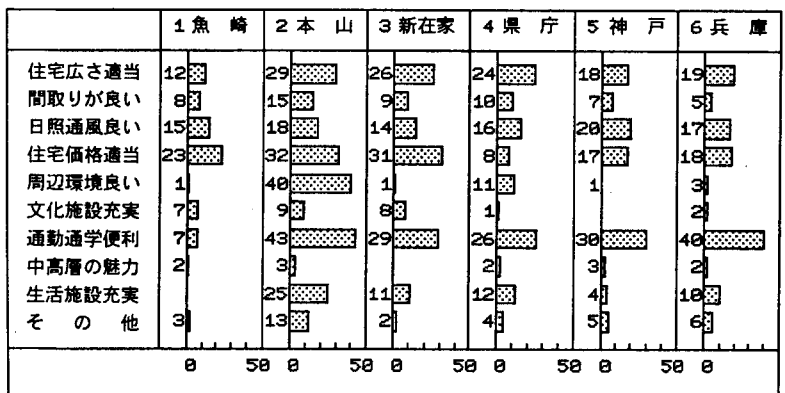 1 魚 崎 2 本 山 3 新在家 4 県 庁 5 神 戸 6 兵 庫
住宅広さ適当 12 29 26 24 18 19
間取りが良い 8 15 9 10 7 5
日照通風良い 15 18 14 16 20 17
住宅価格適当 23 32 31 8 17 18
周辺環境良い 1 40 1 11 1 3
文化施設充実 7 9 8 1 2
通勤通学便利 7 43 29 26 30 40
中高層の魅力 2 3 2 3 2
生活施設充実 25 11 12 4 10
そ の 他 3 13 2 4 5 6
0 50 0 50 0 50 0 50 0 50 0